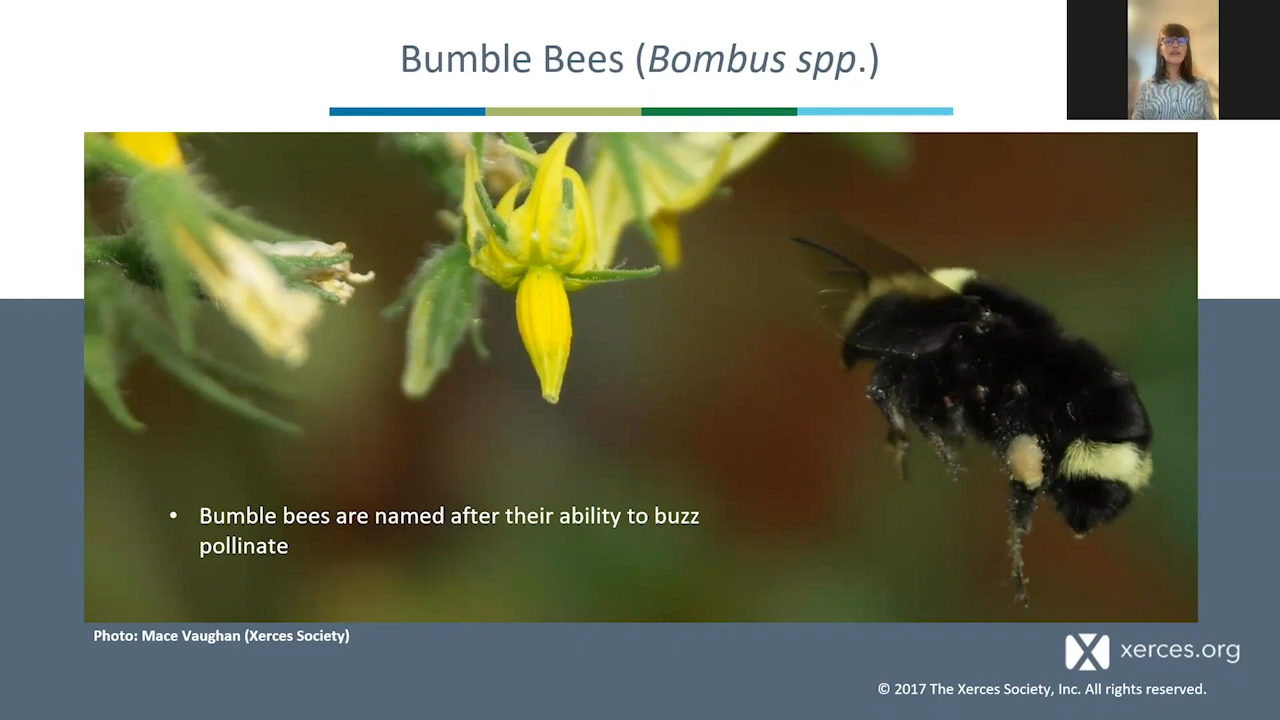 Bumble Bees (Bombus spp.)
• Bumble bees are named after their ability to buzz
pollinate
Photo: Mace Vaughan (Xerces Society)
xerces.org
© 2017 The Xerces Society, Inc. All rights reserved.